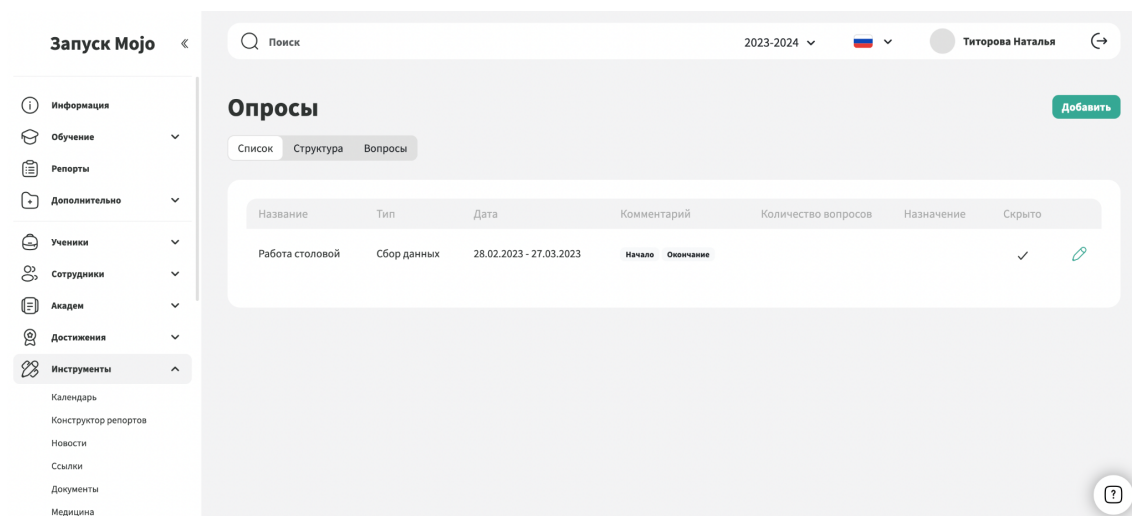 Запуск Mojo «
Поиск
2023-2024
Титорова Наталья
Информация
Обучение
Репорты
Дополнительно
Ученики
Сотрудники
Академ
Достижения
Инструменты
Календарь
Конструктор репортов
Новости
Ссылки
Документы
Медицина
Опросы
Добавить
Список Структура Вопросы
Название Тип Дата Комментарий Количество вопросов Назначение Скрыто
Работа столовой Сбор данных 28.02.2023 - 27.03.2023 Начало Окончание
?